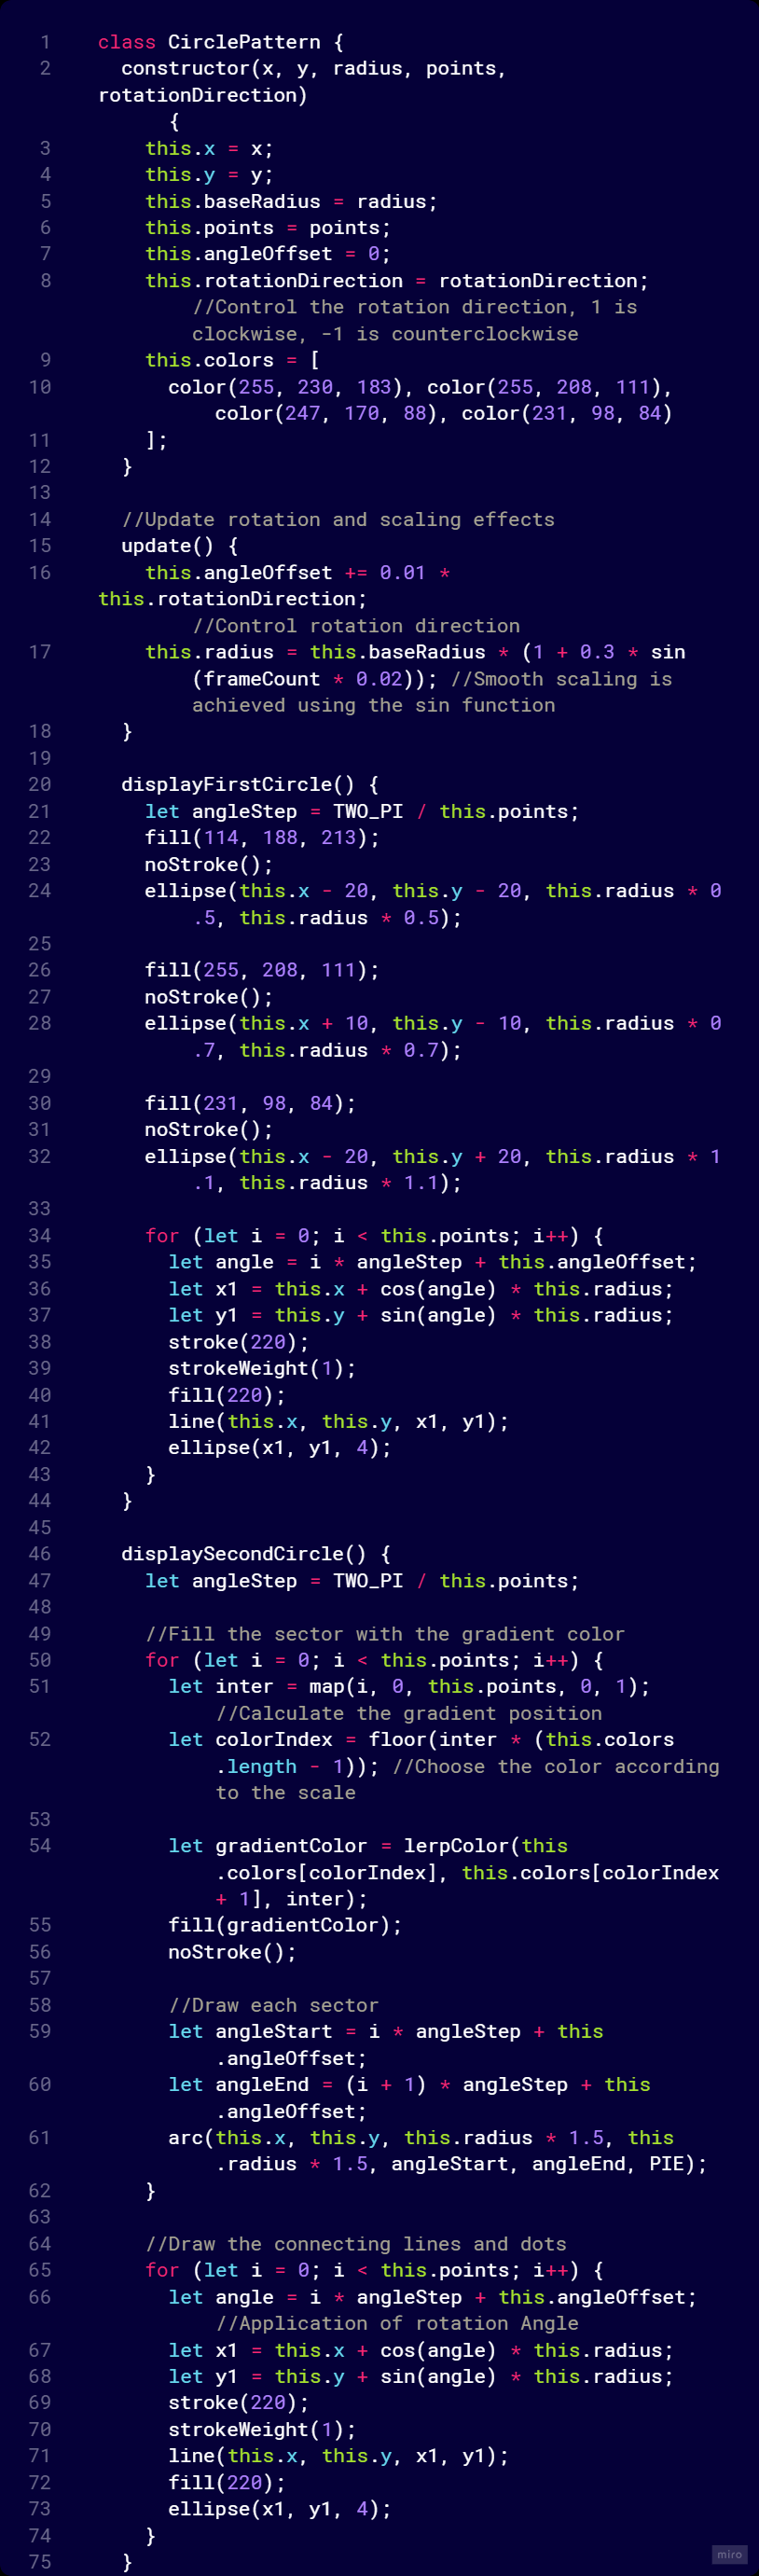 1 class CirclePattern {
2 constructor(x, y, radius, points,
rotationDirection)
{
3 this.x = x;
4 this.y = y;
5 this.baseRadius = radius;
6 this.points = points;
7 this.angleOffset = 0;
8 this.rotationDirection = rotationDirection;
//Control the rotation direction, 1 is
clockwise, -1 is counterclockwise
9 this.colors = [
10 color(255, 230, 183), color(255, 208, 111),
color(247, 170, 88), color(231, 98, 84)
11 ];
12 }
13
14 //Update rotation and scaling effects
15 update() {
16 this.angleOffset += 0.01 *
this.rotationDirection;
//Control rotation direction
17 this.radius = this.baseRadius * (1 + 0.3 * sin
(frameCount * 0.02)); //Smooth scaling is
achieved using the sin function
18 }
19
20 displayFirstCircle() {
21 let angleStep = TWO_PI / this.points;
22 fill(114, 188, 213);
23 noStroke();
24 ellipse(this.x - 20, this.y - 20, this.radius * 0
.5, this.radius * 0.5);
25
26 fill(255, 208, 111);
27 noStroke();
28 ellipse(this.x + 10, this.y - 10, this.radius * 0
.7, this.radius * 0.7);
29
30 fill(231, 98, 84);
31 noStroke();
32 ellipse(this.x - 20, this.y + 20, this.radius * 1
.1, this.radius * 1.1);
33
34 for (let i = 0; i < this.points; i++) {
35 let angle = i * angleStep + this.angleOffset;
36 let x1 = this.x + cos(angle) * this.radius;
37 let y1 = this.y + sin(angle) * this.radius;
38 stroke(220);
39 strokeWeight(1);
40 fill(220);
41 line(this.x, this.y, x1, y1);
42 ellipse(x1, y1, 4);
43 }
44 }
45
46 displaySecondCircle() {
47 let angleStep = TWO_PI / this.points;
48
49 //Fill the sector with the gradient color
50 for (let i = 0; i < this.points; i++) {
51 let inter = map(i, 0, this.points, 0, 1);
//Calculate the gradient position
52 let colorIndex = floor(inter * (this.colors
.length - 1)); //Choose the color according
to the scale
53
54 let gradientColor = lerpColor(this
.colors[colorIndex], this.colors[colorIndex
+ 1], inter);
55 fill(gradientColor);
56 noStroke();
57
58 //Draw each sector
59 let angleStart = i * angleStep + this
.angleOffset;
60 let angleEnd = (i + 1) * angleStep + this
.angleOffset;
61 arc(this.x, this.y, this.radius * 1.5, this
.radius * 1.5, angleStart, angleEnd, PIE);
62 }
63
64 //Draw the connecting lines and dots
65 for (let i = 0; i < this.points; i++) {
66 let angle = i * angleStep + this.angleOffset;
//Application of rotation Angle
67 let x1 = this.x + cos(angle) * this.radius;
68 let y1 = this.y + sin(angle) * this.radius;
69 stroke(220);
70 strokeWeight(1);
71 line(this.x, this.y, x1, y1);
72 fill(220);
73 ellipse(x1, y1, 4);
74 }
75 }
miro